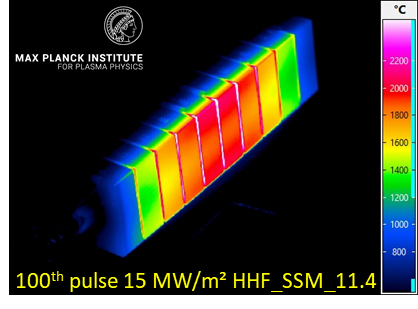 °C
MAX PLANCK INSTITUTE
FOR PLASMA PHYSICS
2200
1800
1600
1400
1200
1000
800
100th pulse 15 MW/m² HHF_SSM_11.4